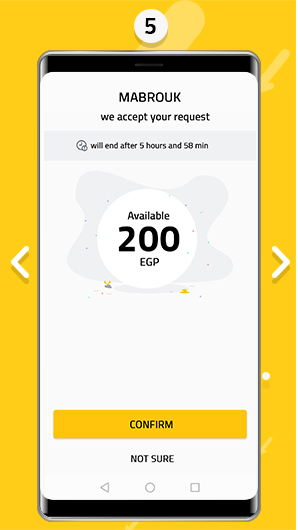 5
MABROUK
we accept your request
will end after 5 hours and 58 min
Available
200
EGP
CONFIRM
NOT SURE